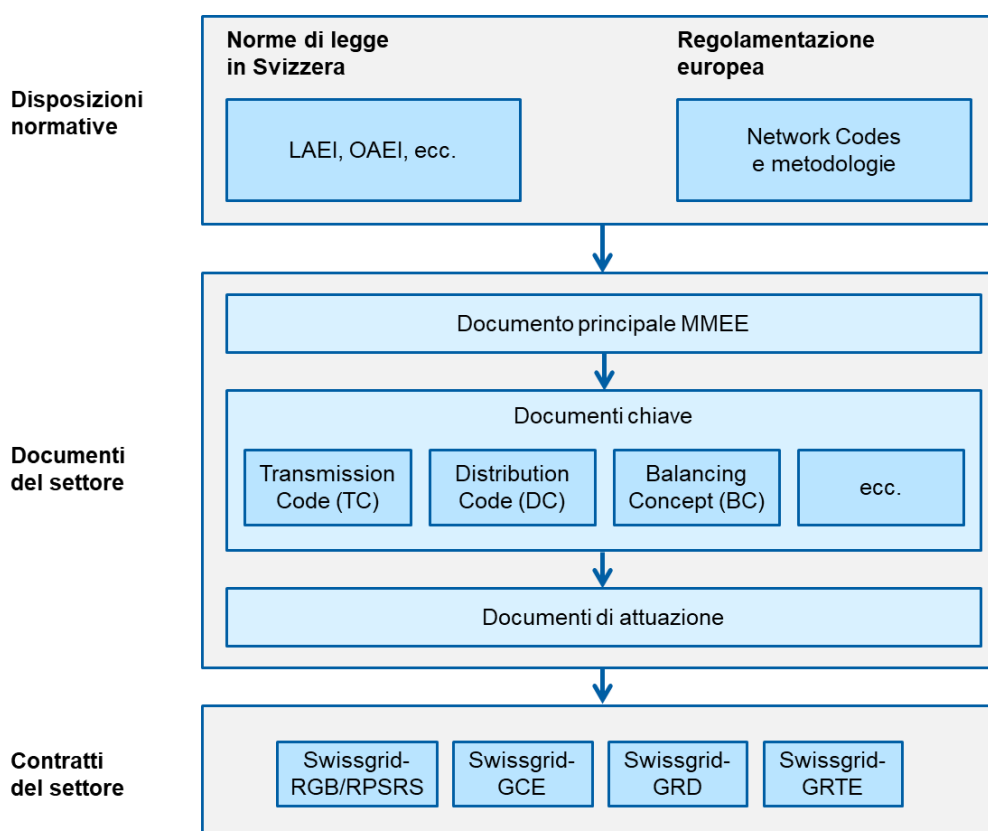 Norme di legge
in Svizzera
Regolamentazione
europea
Disposizioni
normative
LAEI, OAEI, ecc.
Network Codes
e metodologie
Documento principale MMEE
Documenti chiave
Documenti
del settore
Transmission
Code (TC)
Distribution
Code (DC)
Balancing
Concept (BC)
ecc.
Documenti di attuazione
Contratti
del settore
Swissgrid-
RGB/RPSRS
Swissgrid-
GCE
Swissgrid-
GRD
Swissgrid-
GRTE